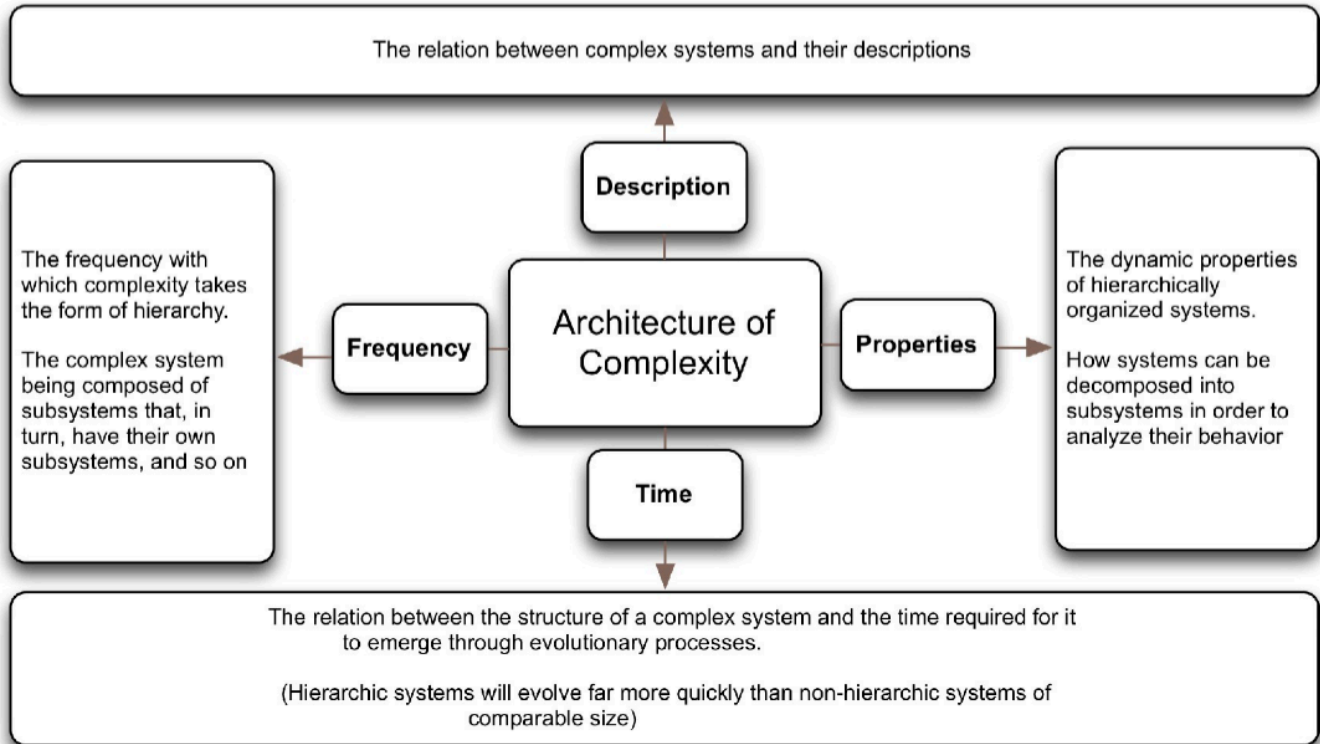 The relation between complex systems and their descriptions
Description
The frequency with
which complexity takes
the form of hierarchy.
The complex system
being composed of
subsystems that, in
turn, have their own
subsystems, and so on
Frequency
Architecture of
Complexity
Properties
The dynamic properties
of hierarchically
organized systems.
How systems can be
decomposed into
subsystems in order to
analyze their behavior
Time
The relation between the structure of a complex system and the time required for it
to emerge through evolutionary processes.
(Hierarchic systems will evolve far more quickly than non-hierarchic systems of
comparable size)